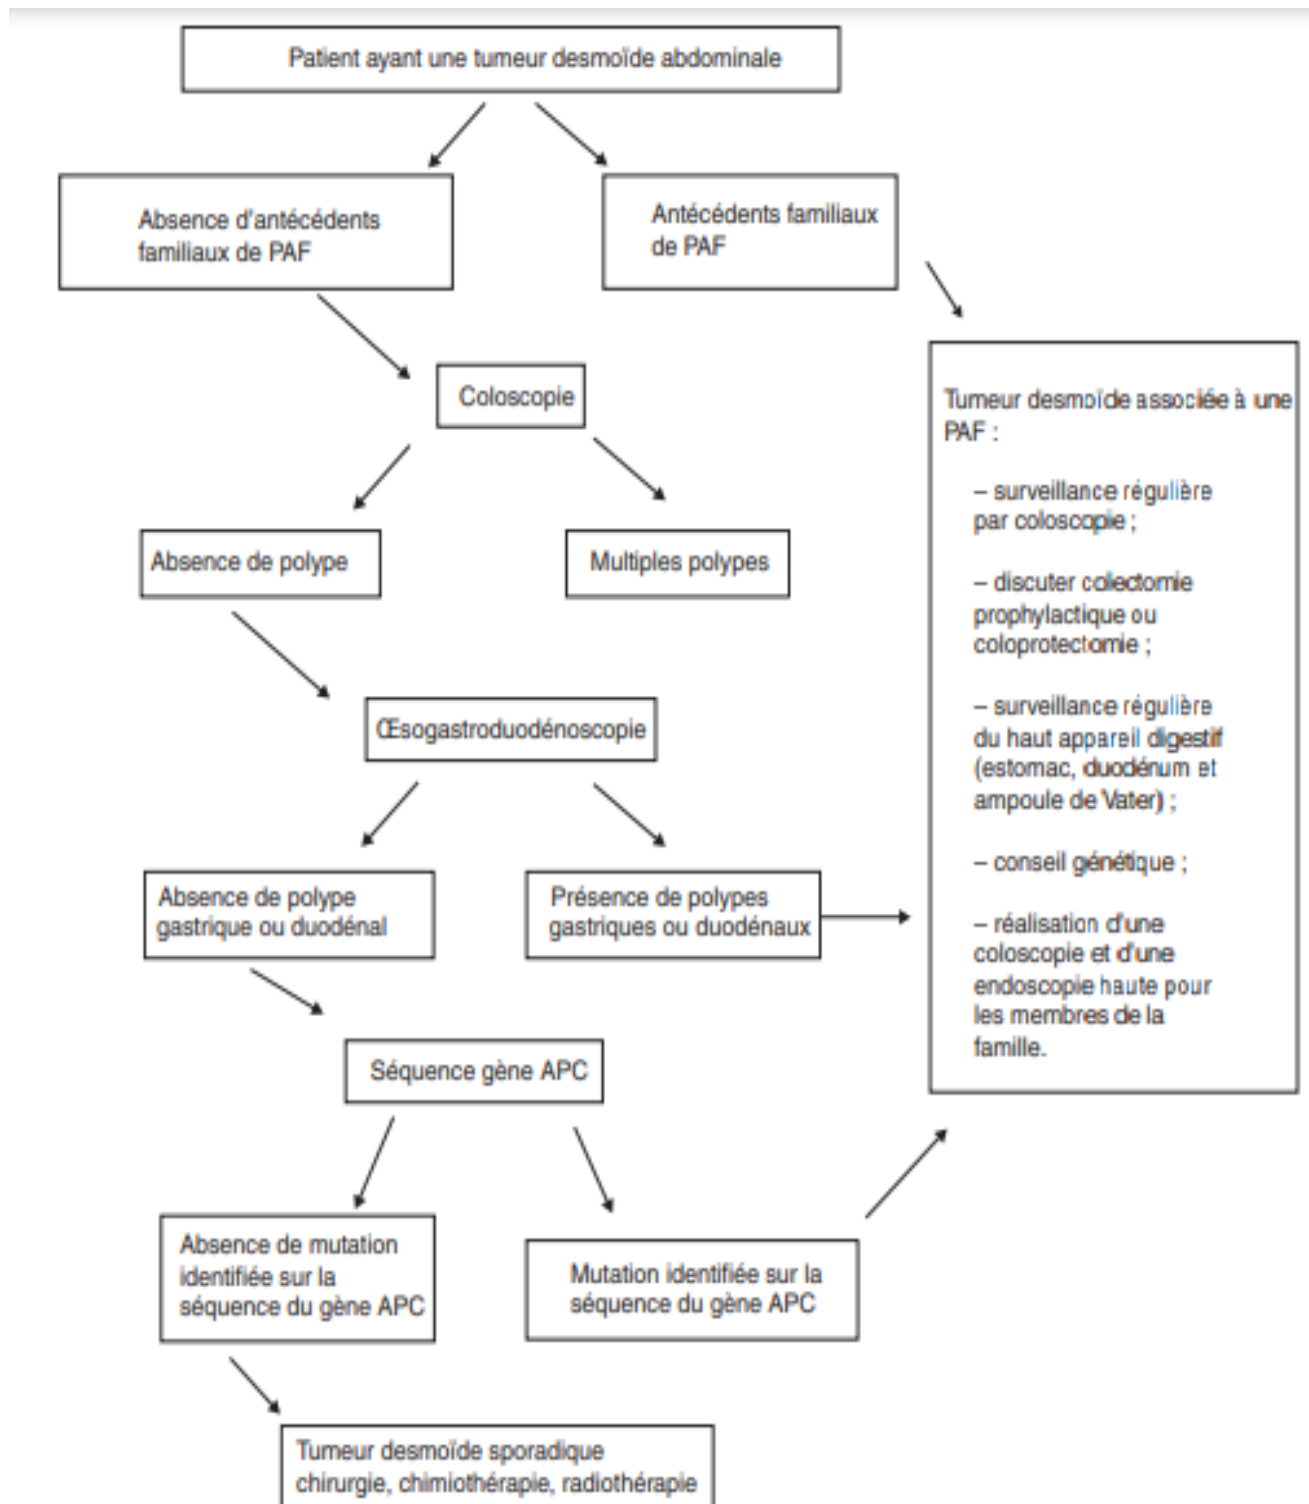 Patient ayant une tumeur desmoïde abdominale
Absence d'antécédents
familiaux de PAF
Antécédents familiaux
de PAF
Coloscopie
Absence de polype
Multiples polypes
Œsogastroduodénoscopie
Absence de polype
gastrique ou duodénal
Présence de polypes
gastriques ou duodénaux
Séquence gène APC
Absence de mutation
identifiée sur la
séquence du gène APC
Mutation identifiée sur la
séquence du gène APC
Tumeur desmoïde sporadique
chirurgie, chimiothérapie, radiothérapie
Tumeur desmoïde associée à une
PAF :
– surveillance régulière
par coloscopie ;
– discuter colectomie
prophylactique ou
coloprotectomie ;
– surveillance régulière
du haut appareil digestif
(estomac, duodénum et
ampoule de Vater) ;
– conseil génétique ;
– réalisation d'une
coloscopie et d'une
endoscopie haute pour
les membres de la
famille.